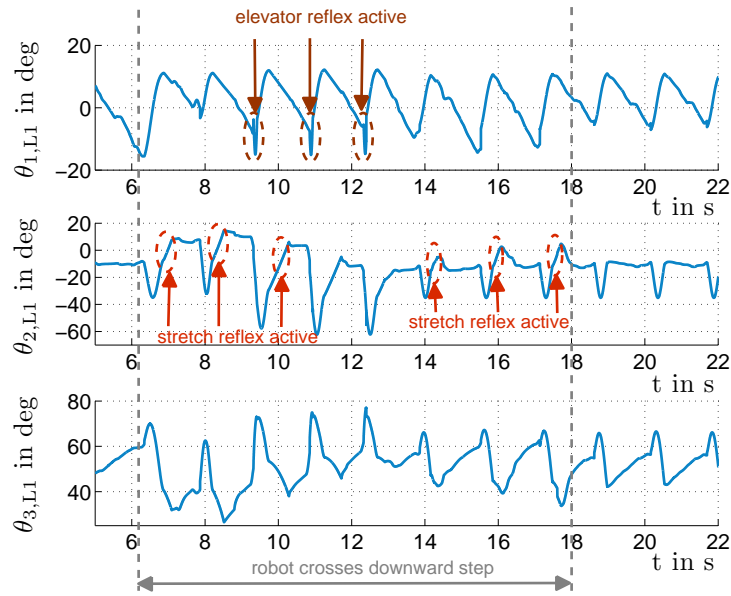 elevator reflex active
θ1,L1 in deg
20
0
−20
6 8 10 12 14 16 18 20 22
t in s
θ2,L1 in deg
20
0
−20
−40
−60
stretch reflex active
stretch reflex active
6 8 10 12 14 16 18 20 22
t in s
θ3,L1 in deg
80
60
40
6 8 10 12 14 16 18 20 22
t in s
robot crosses downward step